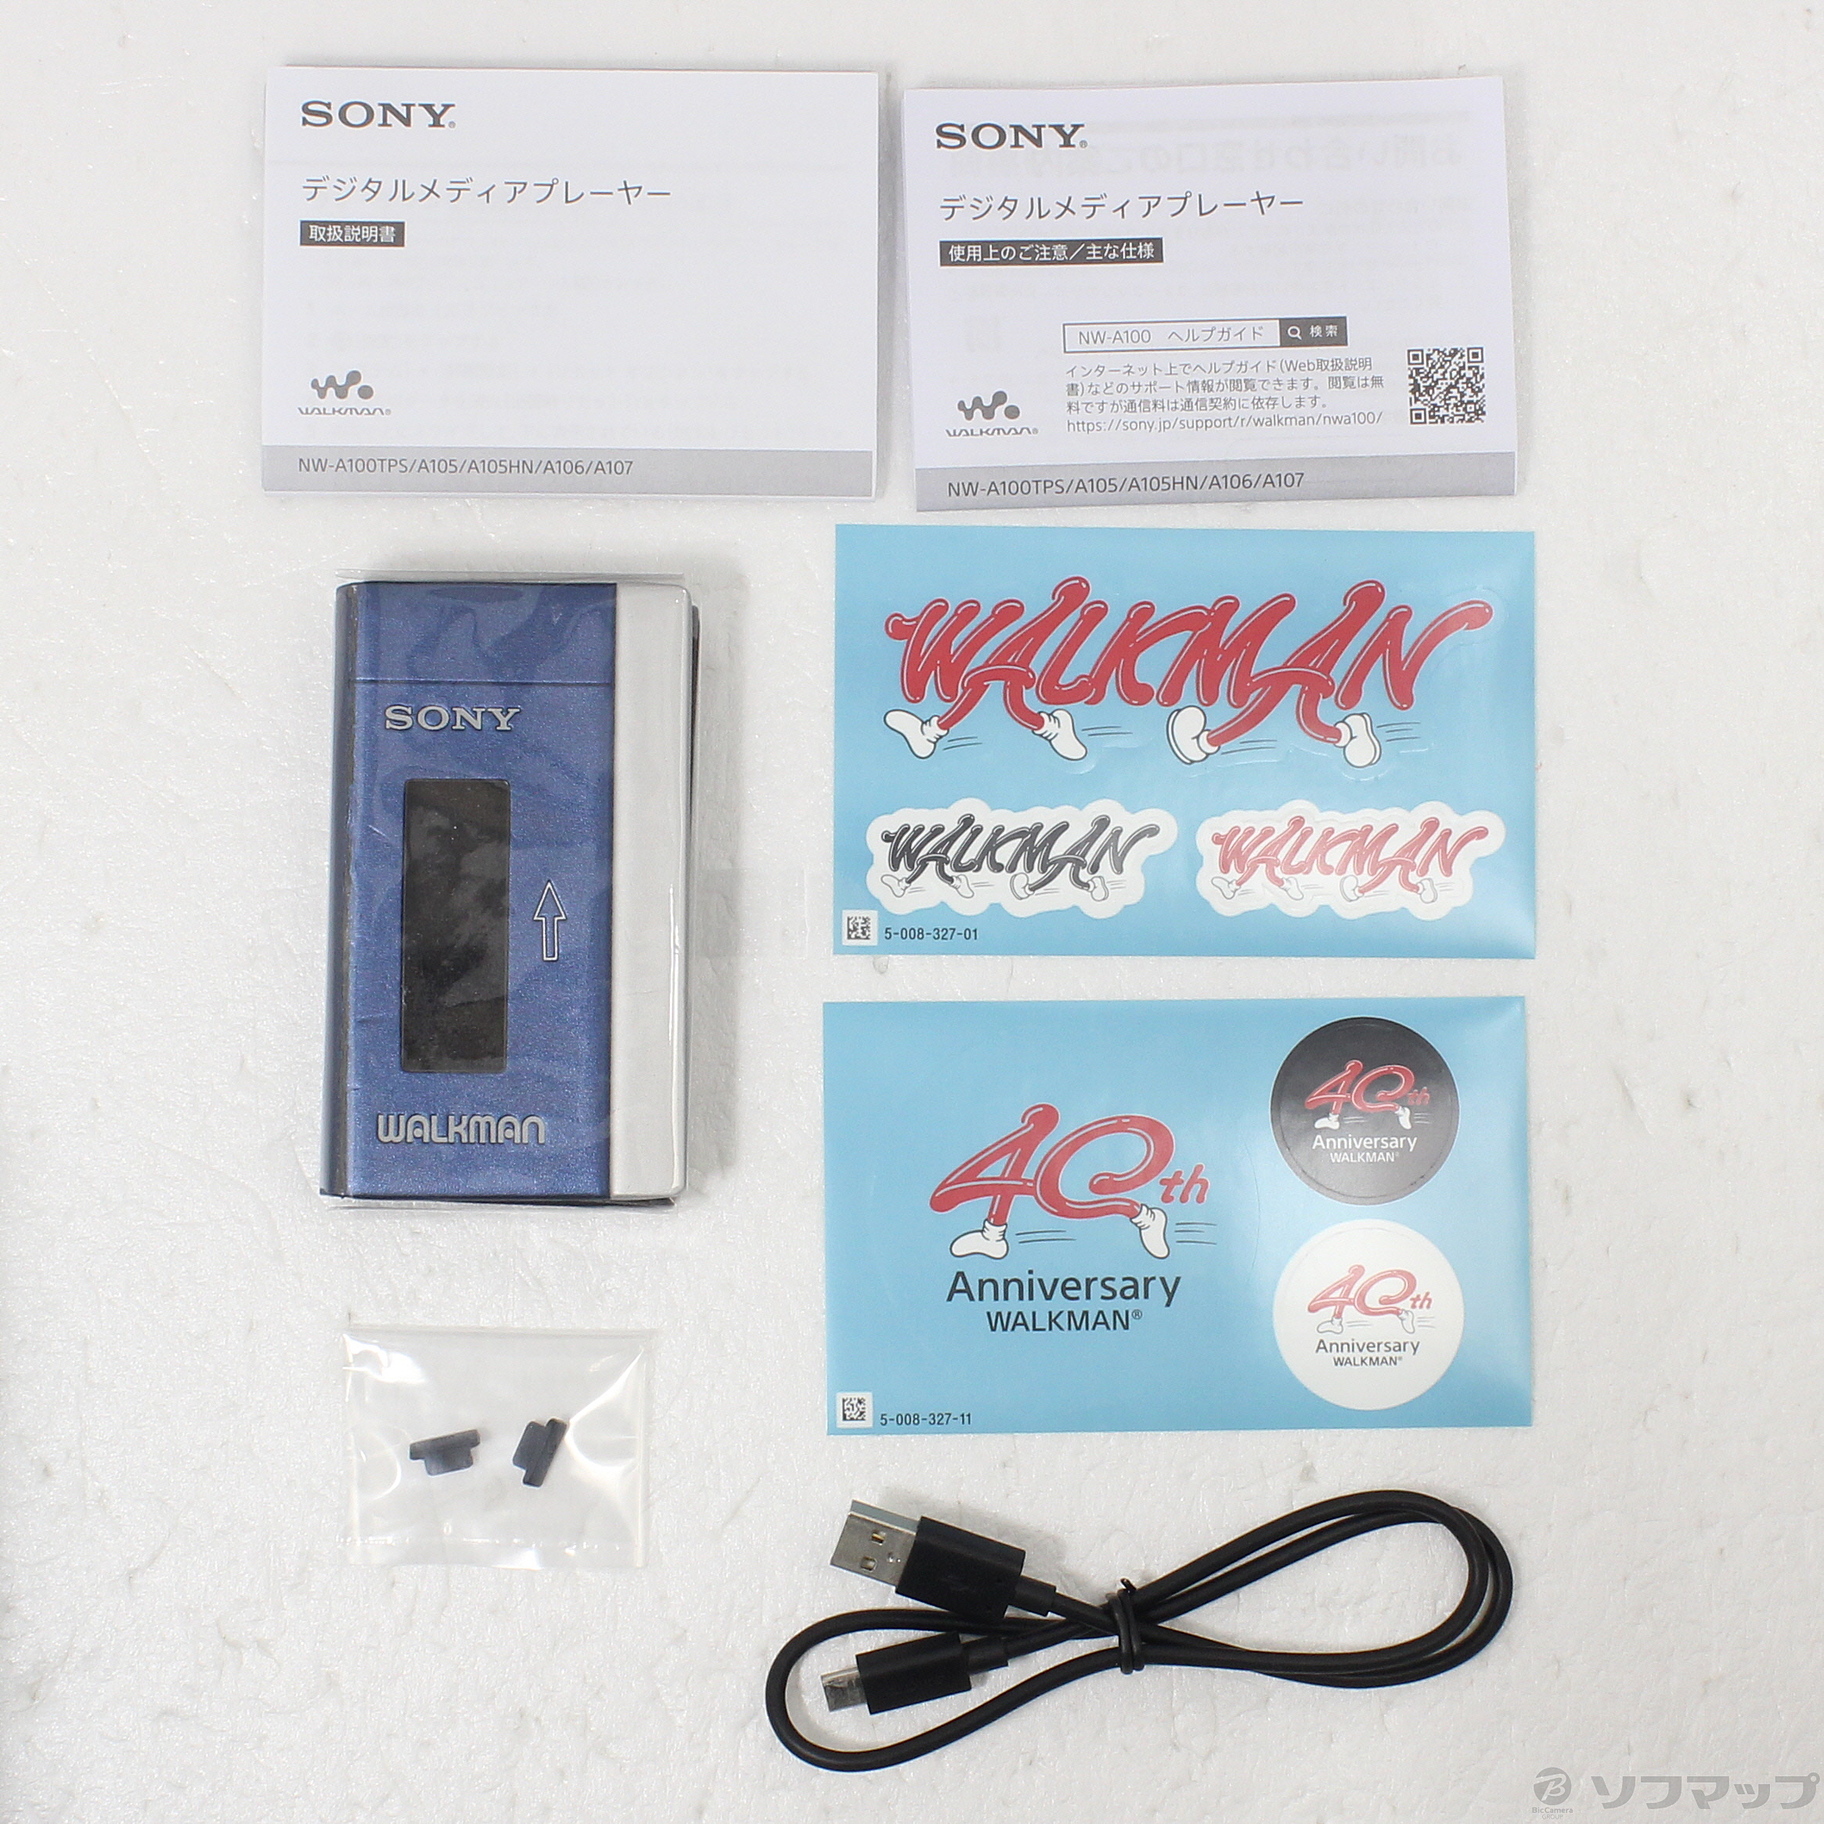 SONY®
デジタルメディアプレーヤー
取扱説明書
WALKMAN®
NW-A100TPS/A105/A105HN/A106/A107
SONY®
デジタルメディアプレーヤー
使用上のご注意/主な仕様
NW-A100 ヘルプガイド 検索
インターネット上でヘルプガイド(Web取扱説明
書)などのサポート情報が閲覧できます。閲覧は無
料ですが通信料は通信契約に依存します。
https://sony.jp/support/r/walkman/nwa100/
WALKMAN®
NW-A100TPS/A105/A105HN/A106/A107
SONY
WALKMAN
WALKMAN
WALKMAN
WALKMAN
5-008-327-01
40th
Anniversary
WALKMAN®
40th
Anniversary
WALKMAN®
40th
Anniversary
WALKMAN®
5-008-327-11
B
BicCamera
GROUP
ソフマップ